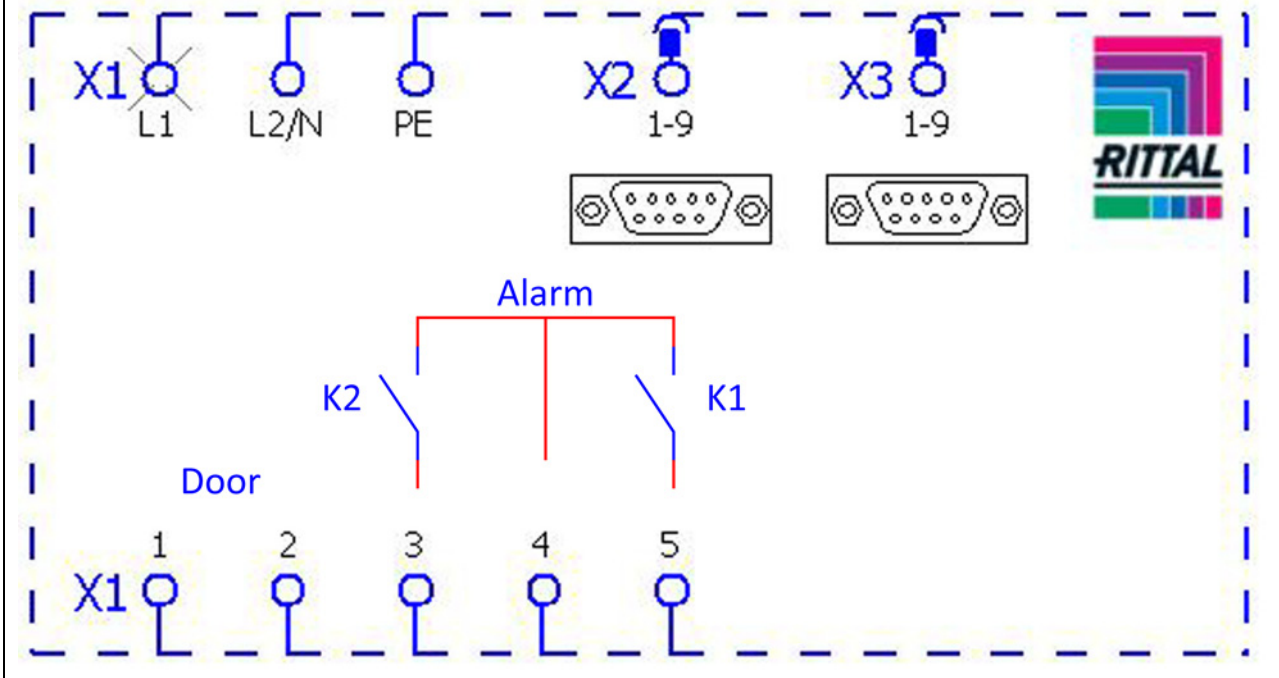 X1 X2 X3
L1 L2/N PE 1-9 1-9
RITTAL
Alarm
K2 K1
Door
1 2 3 4 5
X1